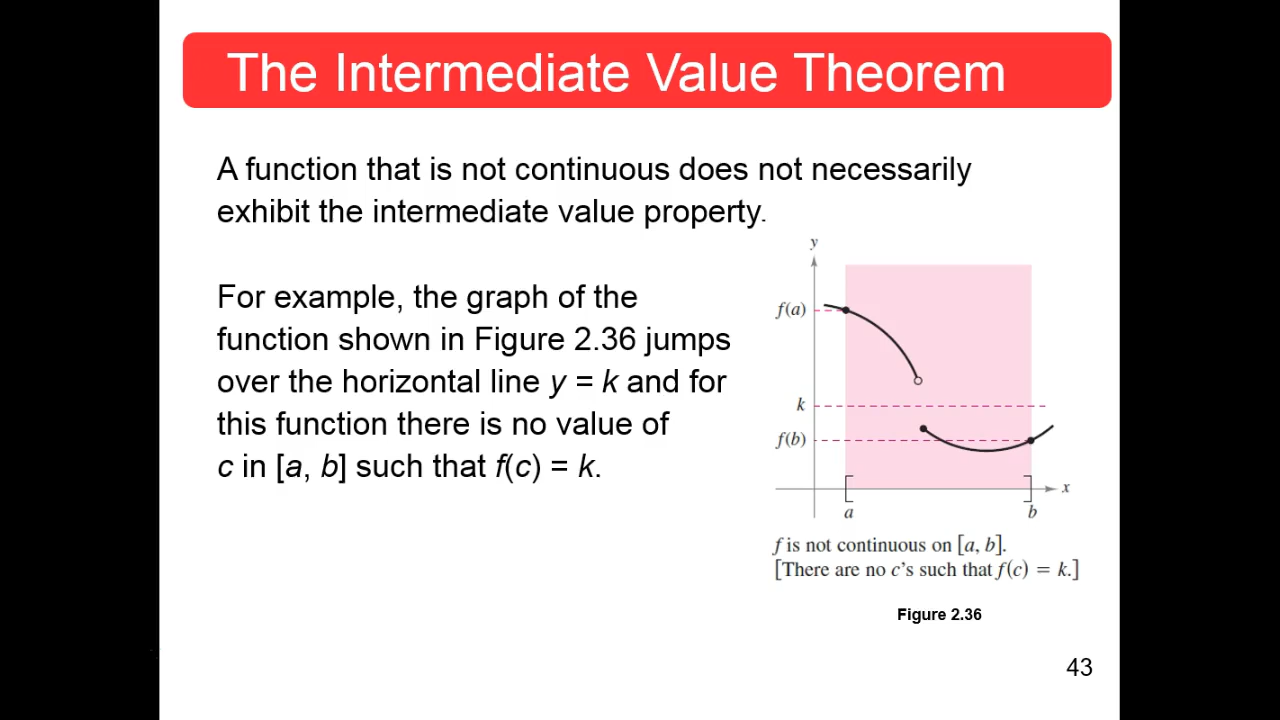 The Intermediate Value Theorem
A function that is not continuous does not necessarily
exhibit the intermediate value property.
For example, the graph of the
function shown in Figure 2.36 jumps
over the horizontal line y = k and for
this function there is no value of
c in [a, b] such that f(c) = k.
y
f(a)
k
f(b)
x
a
b
f is not continuous on [a, b].
[There are no c's such that f(c) = k.]
Figure 2.36
43